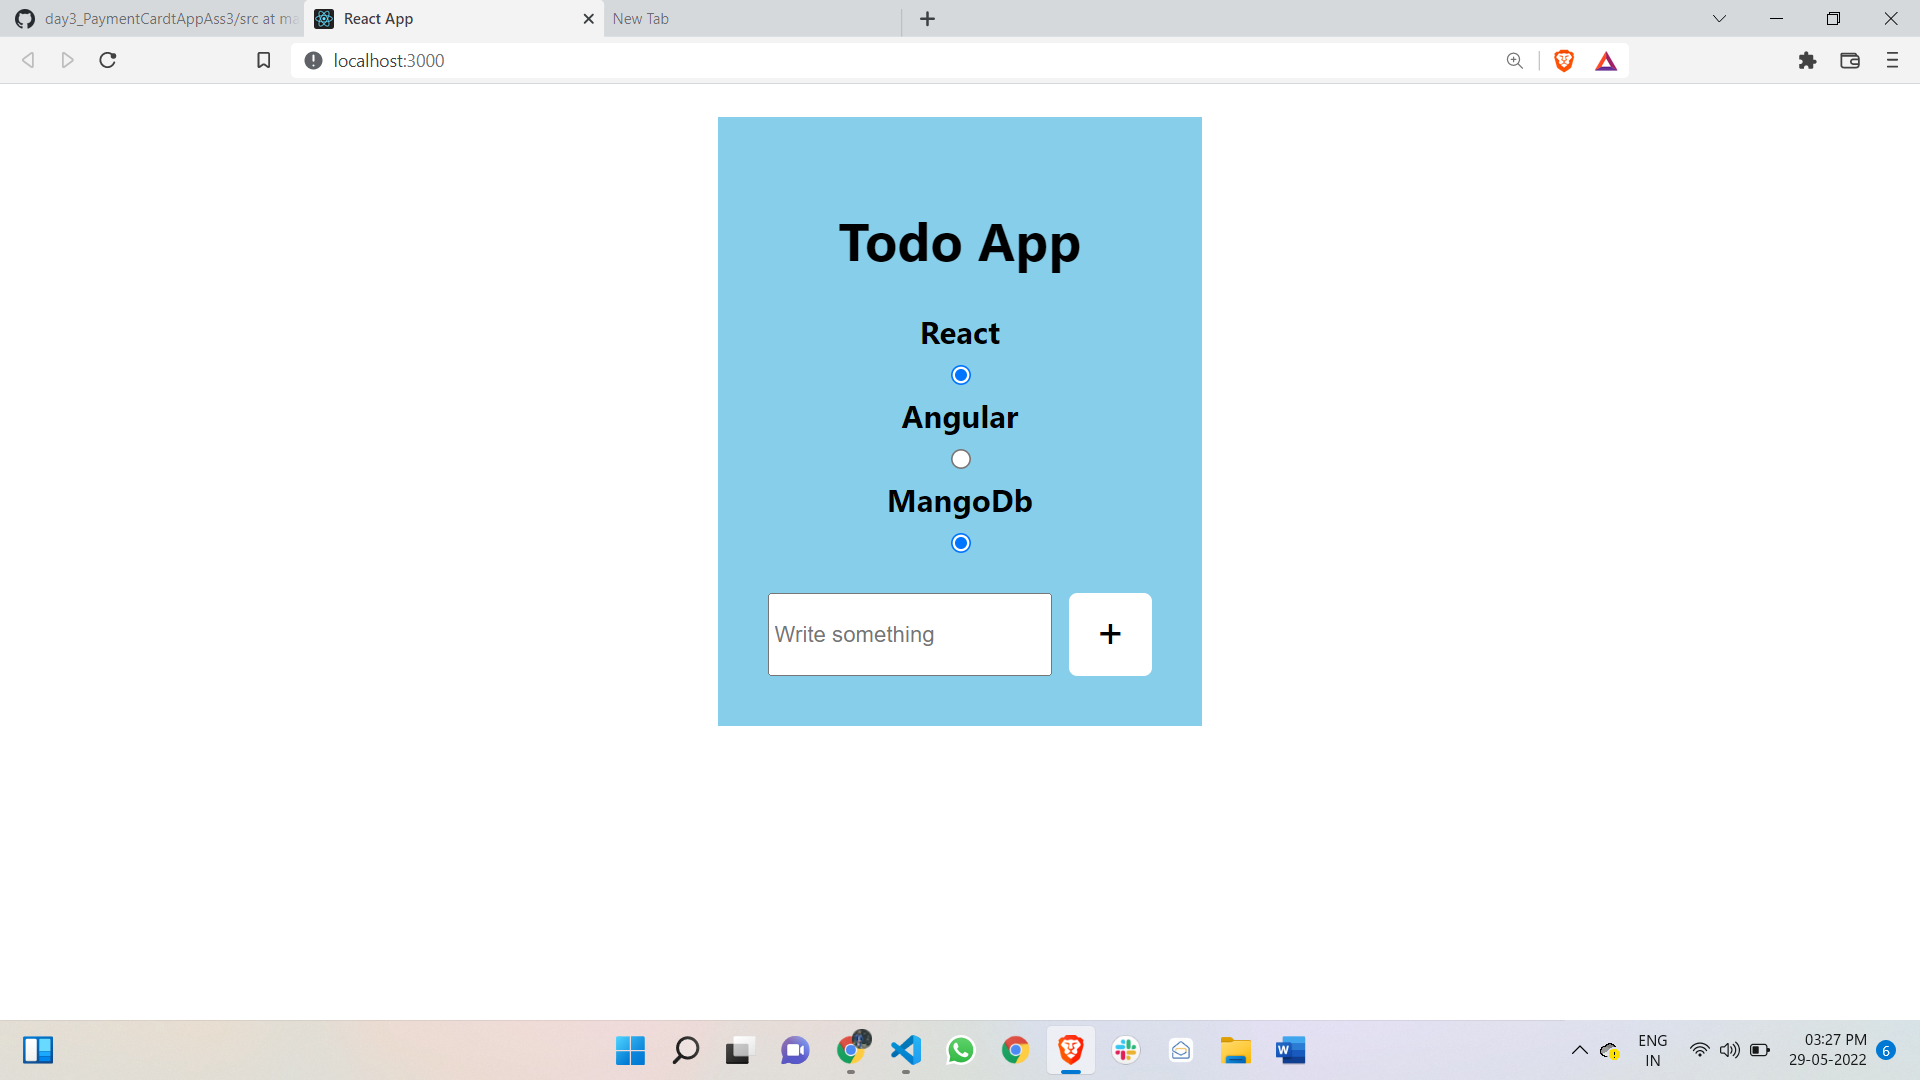 day3_PaymentCardtAppAss3/src at ma
React App
New Tab
localhost:3000
Todo App
React
Angular
MangoDb
Write something
+
ENG
IN
03:27 PM
29-05-2022
6